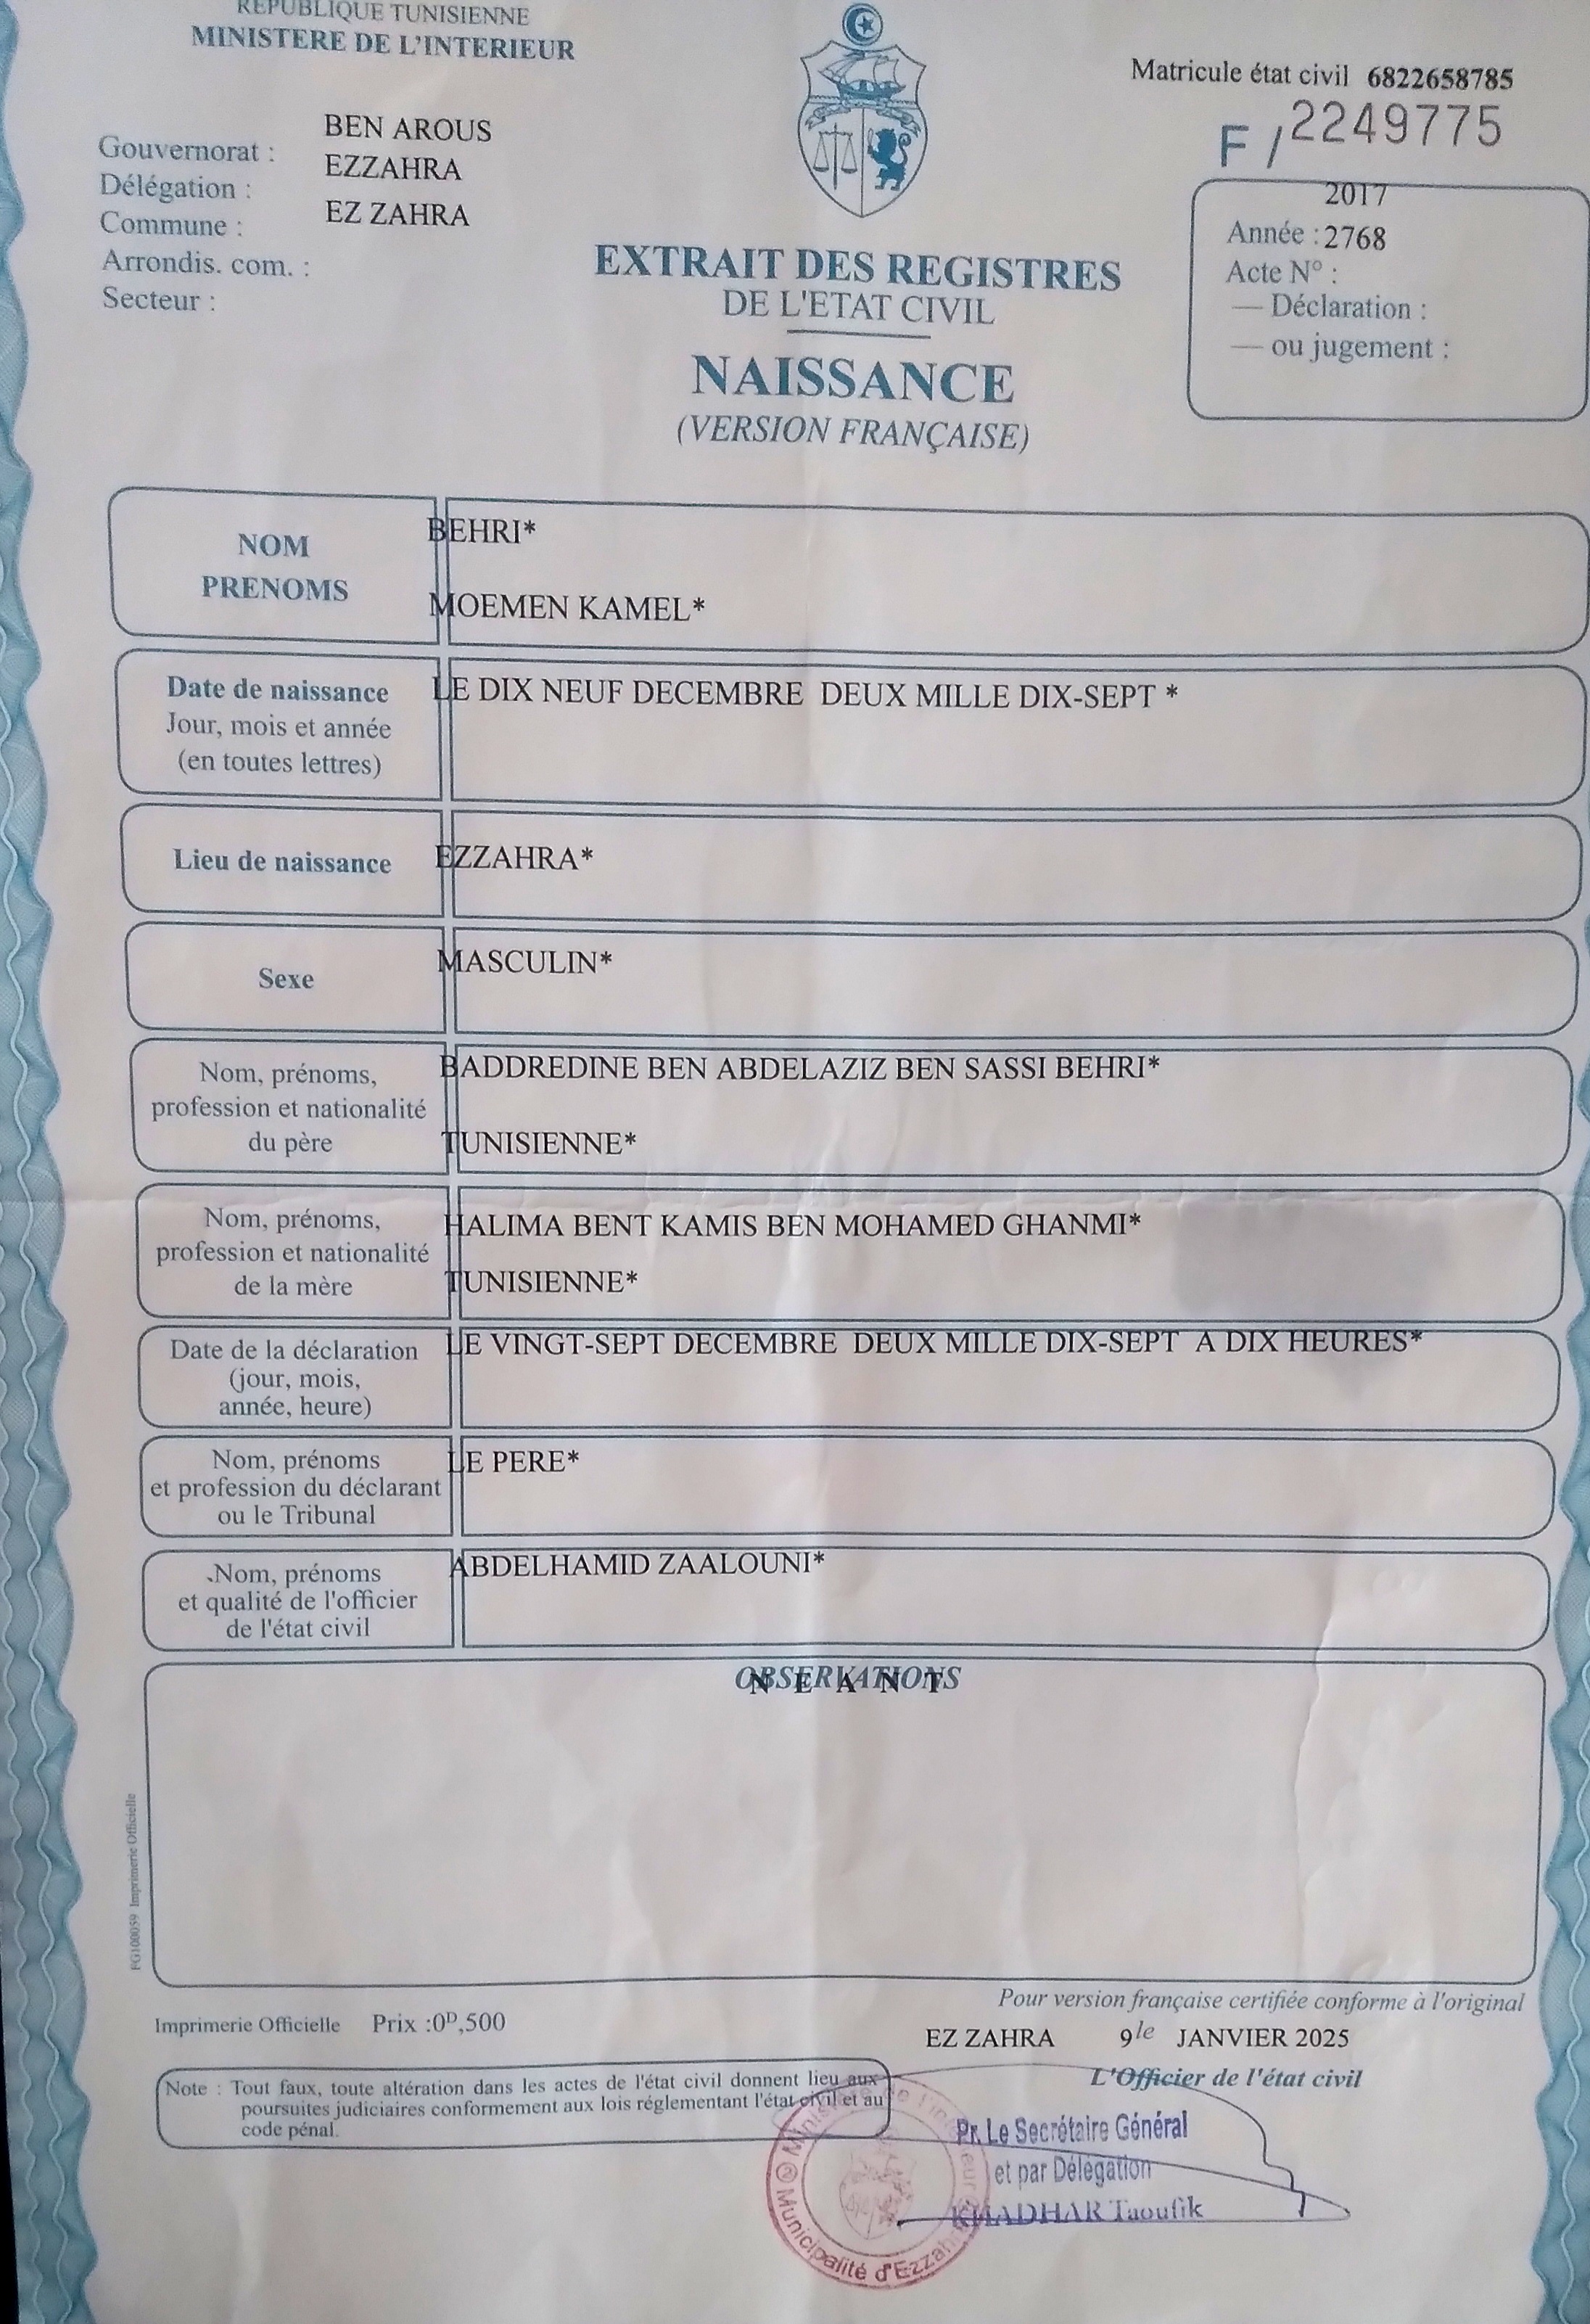 REPUBLIQUE TUNISIENNE
MINISTERE DE L'INTERIEUR
Matricule état civil 6822658785
F / 2249775
Gouvernorat : BEN AROUS
Délégation : EZZAHRA
Commune : EZ ZAHRA
Arrondis. com. :
Secteur :
2017
Année : 2768
Acte N° :
— Déclaration :
— ou jugement :
EXTRAIT DES REGISTRES
DE L'ETAT CIVIL
NAISSANCE
(VERSION FRANÇAISE)
NOM BEHRI*
PRENOMS MOEMEN KAMEL*
Date de naissance LE DIX NEUF DECEMBRE DEUX MILLE DIX-SEPT *
Jour, mois et année
(en toutes lettres)
Lieu de naissance EZZAHRA*
Sexe MASCULIN*
Nom, prénoms, BADDREDINE BEN ABDELAZIZ BEN SASSI BEHRI*
profession et nationalité
du père TUNISIENNE*
Nom, prénoms, HALIMA BENT KAMIS BEN MOHAMED GHANMI*
profession et nationalité
de la mère TUNISIENNE*
Date de la déclaration LE VINGT-SEPT DECEMBRE DEUX MILLE DIX-SEPT A DIX HEURES*
(jour, mois,
année, heure)
Nom, prénoms LE PERE*
et profession du déclarant
ou le Tribunal
Nom, prénoms ABDELHAMID ZAALOUNI*
et qualité de l'officier
de l'état civil
OBSERVATIONS
N E A N T
FG100059 Imprimerie Officielle
Pour version française certifiée conforme à l'original
Imprimerie Officielle Prix :0D,500
EZ ZAHRA 9 le JANVIER 2025
L'Officier de l'état civil
Note : Tout faux, toute altération dans les actes de l'état civil donnent lieu aux
poursuites judiciaires conformement aux lois réglementant l'état civil et au
code pénal.
Pr. Le Secrétaire Général
et par Délégation
KHADHAR Taoufik
Ministère de l'intérieur
Municipalité d'Ezzahra